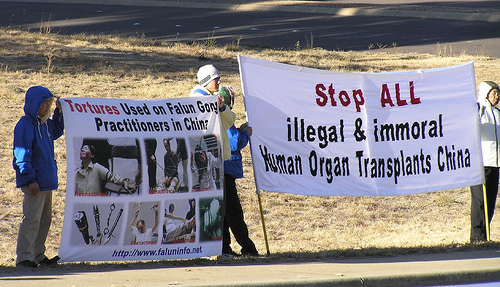 Tortures Used on Falun Gong
Practitioners in China
http://www.faluninfo.net
Stop ALL
illegal & immoral
Human Organ Transplants China